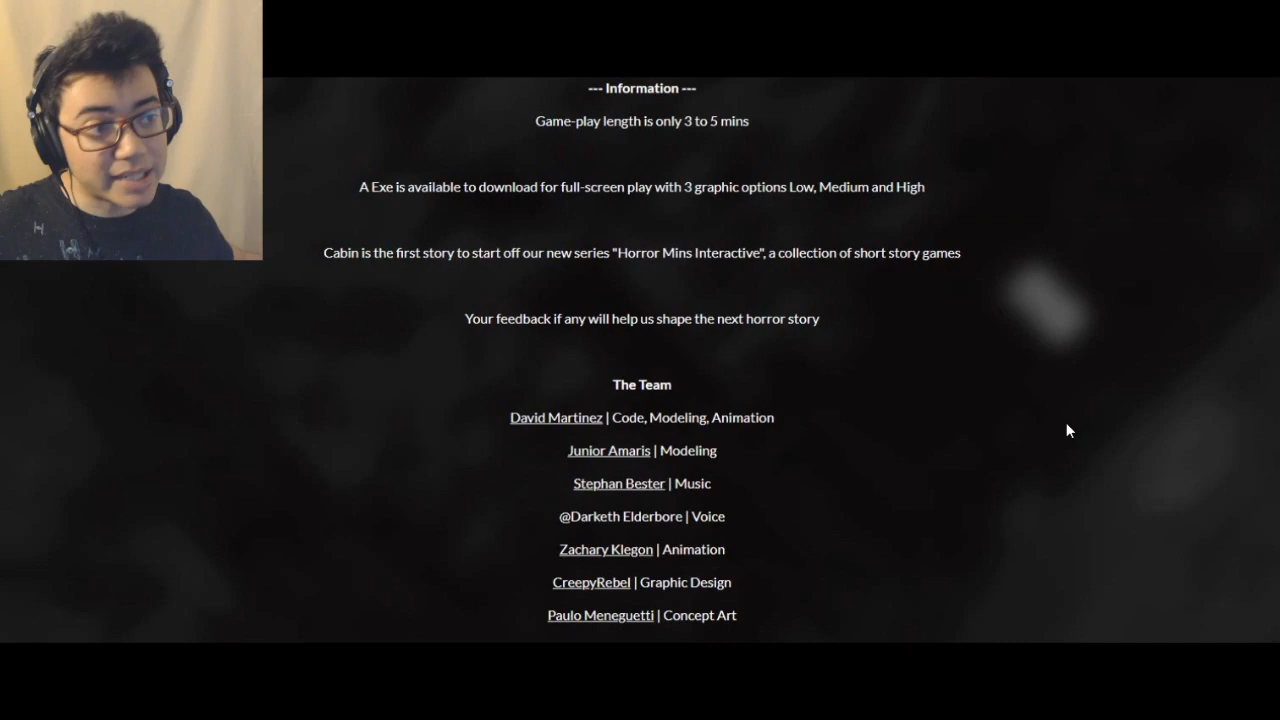 --- Information ---
Game-play length is only 3 to 5 mins
A Exe is available to download for full-screen play with 3 graphic options Low, Medium and High
Cabin is the first story to start off our new series "Horror Mins Interactive", a collection of short story games
Your feedback if any will help us shape the next horror story
The Team
David Martinez | Code, Modeling, Animation
Junior Amaris | Modeling
Stephan Bester | Music
@Darketh Elderbore | Voice
Zachary Klegon | Animation
CreepyRebel | Graphic Design
Paulo Meneguetti | Concept Art